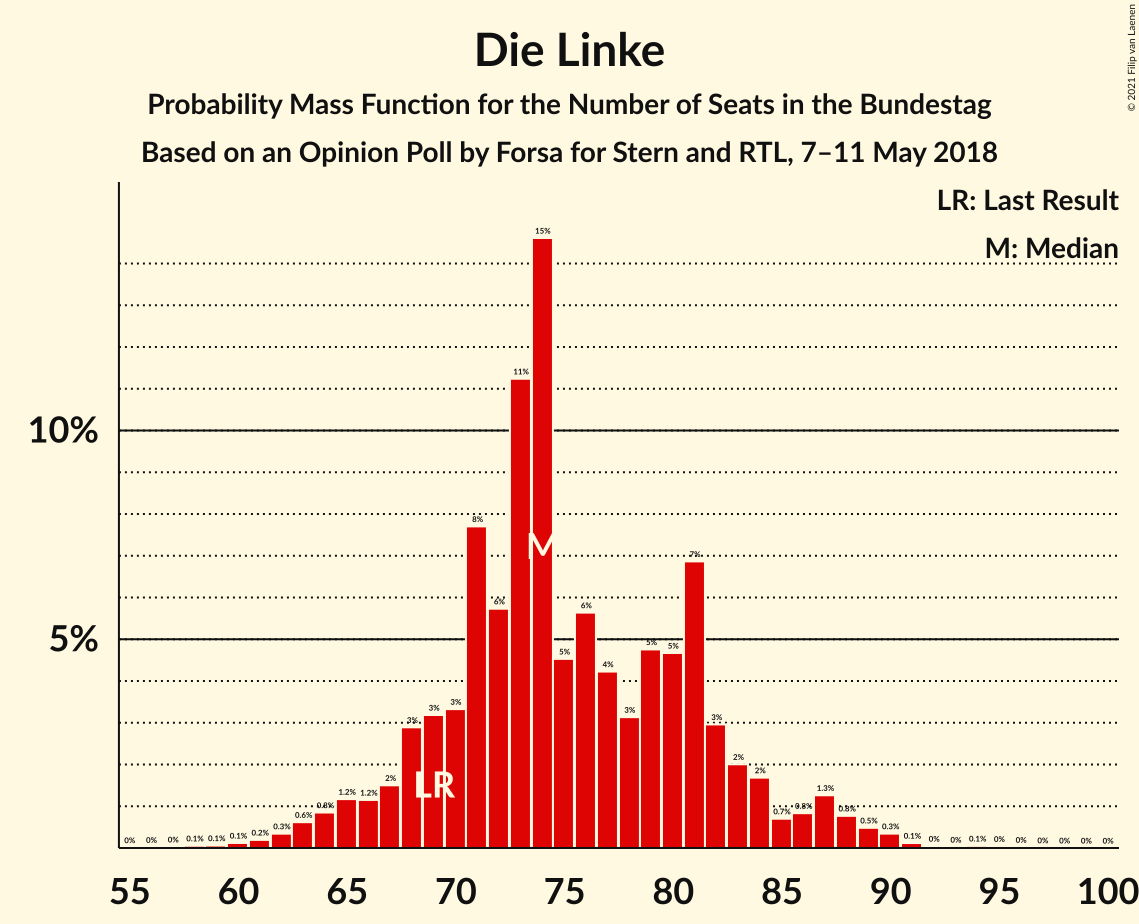 Die Linke
Probability Mass Function for the Number of Seats in the Bundestag
Based on an Opinion Poll by Forsa for Stern and RTL, 7–11 May 2018
© 2021 Filip van Laenen
LR: Last Result
M: Median
10%
5%
0% 0% 0% 0.1% 0.1% 0.1% 0.2% 0.3% 0.6% 0.8% 1.2% 1.2% 2% 3% 3% 3% 8% 6% 11% 15% 5% 6% 4% 3% 5% 5% 7% 3% 2% 2% 0.7% 0.8% 1.3% 0.8% 0.5% 0.3% 0.1% 0% 0% 0.1% 0% 0% 0% 0% 0% 0%
M
LR
55 60 65 70 75 80 85 90 95 100